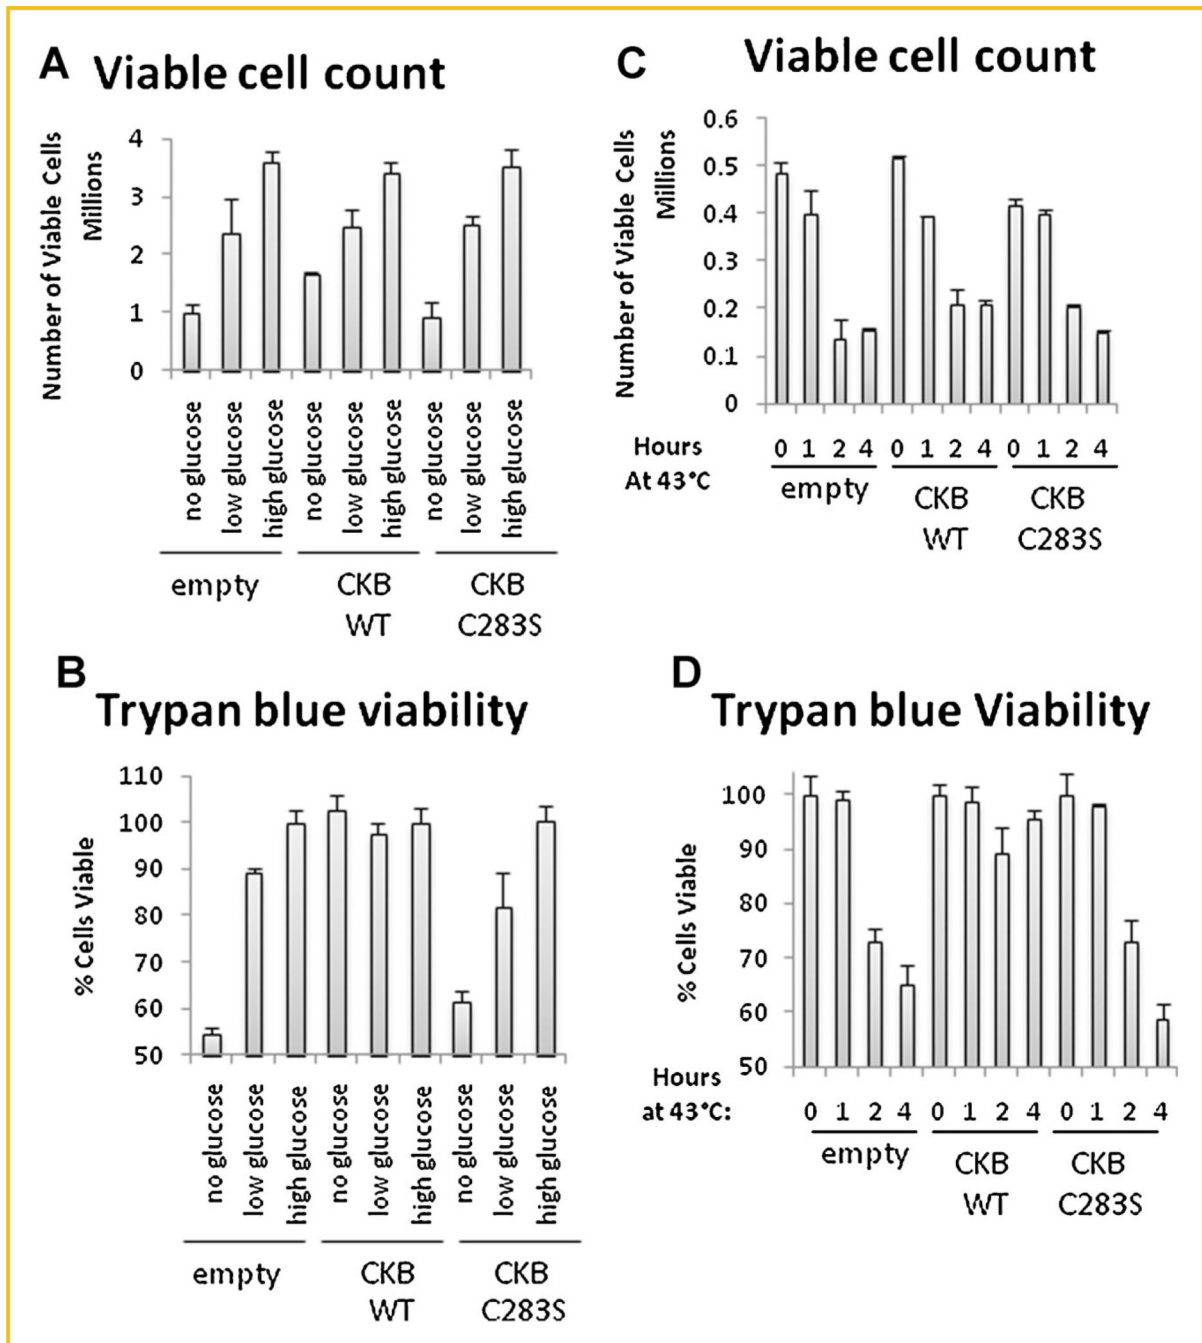 A Viable cell count
Number of Viable Cells
Millions
4
3
2
1
0
no glucose
low glucose
high glucose
no glucose
low glucose
high glucose
no glucose
low glucose
high glucose
empty
CKB
WT
CKB
C283S
B
Trypan blue viability
% Cells Viable
110
100
90
80
70
60
50
no glucose
low glucose
high glucose
no glucose
low glucose
high glucose
no glucose
low glucose
high glucose
empty
CKB
WT
CKB
C283S
C Viable cell count
Number of Viable Cells
Millions
0.6
0.5
0.4
0.3
0.2
0.1
0
Hours
At 43°C
0 1 2 4 0 1 2 4 0 1 2 4
empty
CKB
WT
CKB
C283S
D
Trypan blue Viability
% Cells Viable
100
90
80
70
60
50
Hours
at 43°C:
0 1 2 4 0 1 2 4 0 1 2 4
empty
CKB
WT
CKB
C283S